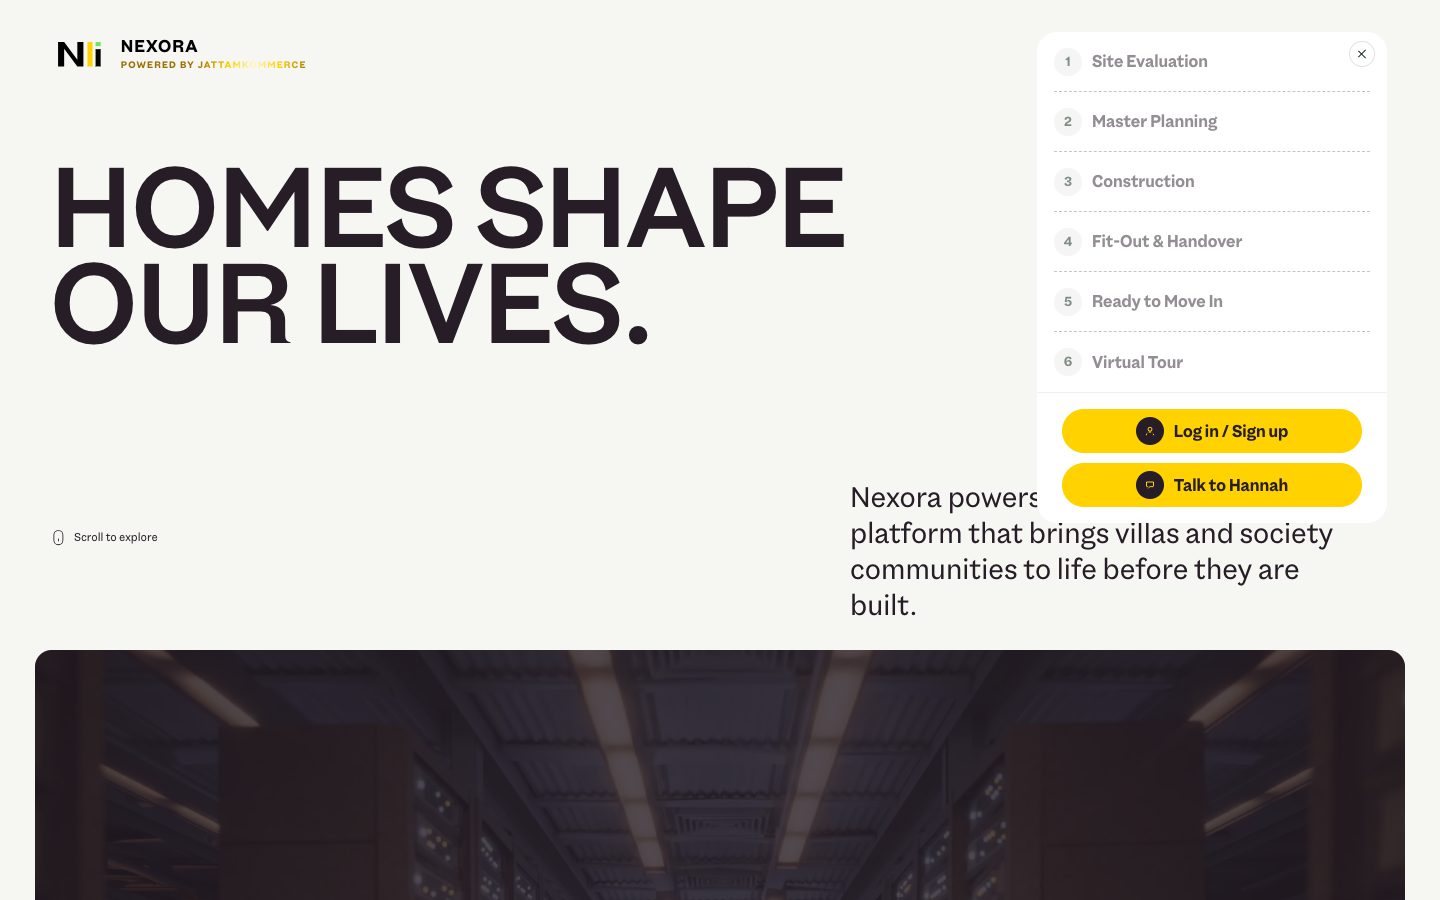 NEXORA
POWERED BY JATTAMKOMMERCE
HOMES SHAPE
OUR LIVES.
Scroll to explore
1 Site Evaluation
2 Master Planning
3 Construction
4 Fit-Out & Handover
5 Ready to Move In
6 Virtual Tour
Log in / Sign up
Talk to Hannah
Nexora powers
platform that brings villas and society
communities to life before they are
built.